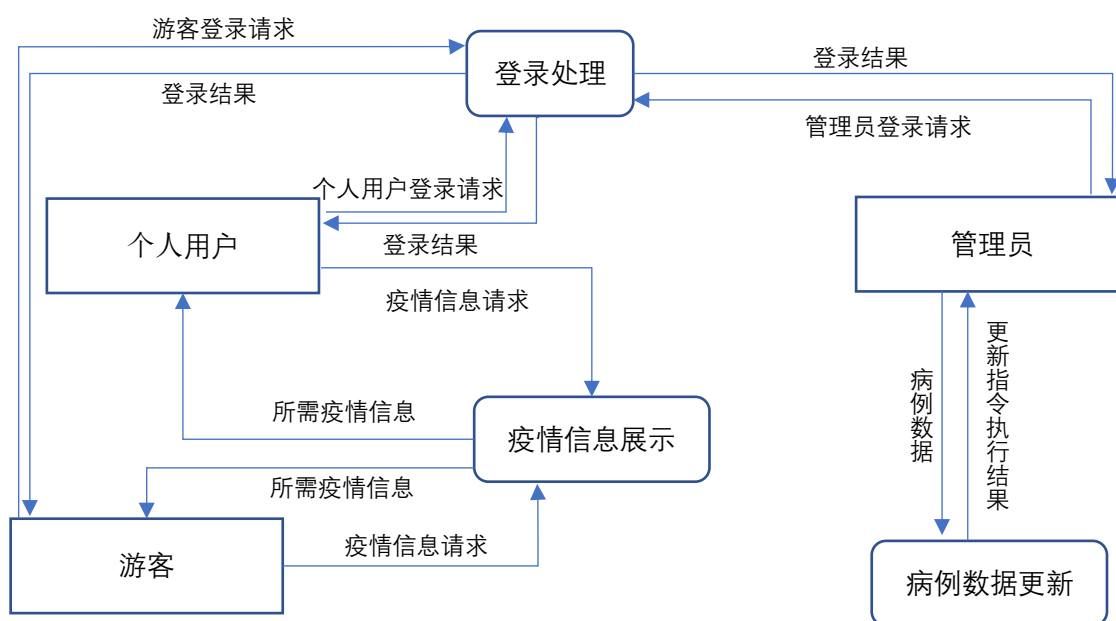 游客登录请求
登录处理
登录结果
登录结果
管理员登录请求
个人用户登录请求
个人用户
登录结果
管理员
疫情信息请求
更新指令执行结果
病例数据
所需疫情信息
疫情信息展示
所需疫情信息
疫情信息请求
游客
病例数据更新